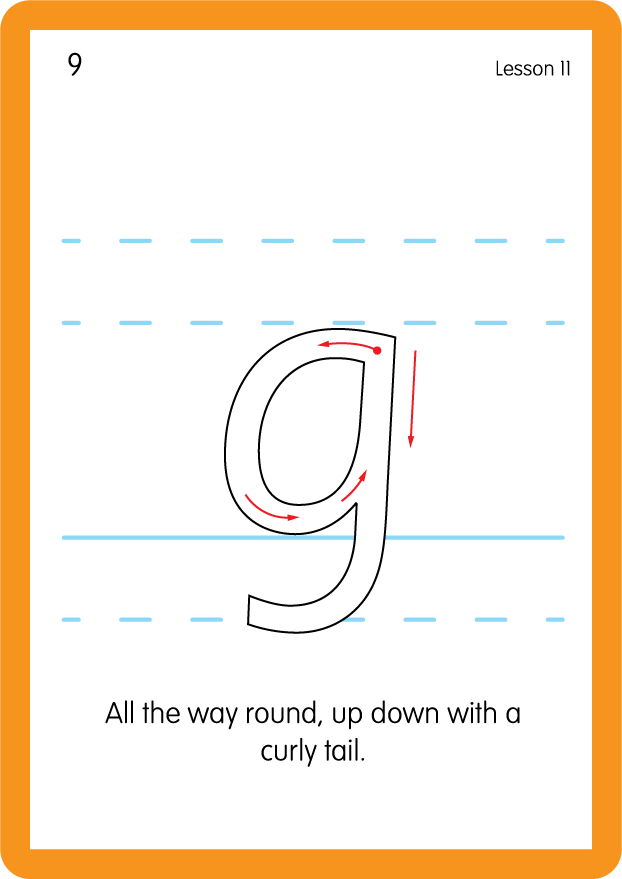 9
Lesson 11
g
All the way round, up down with a
curly tail.